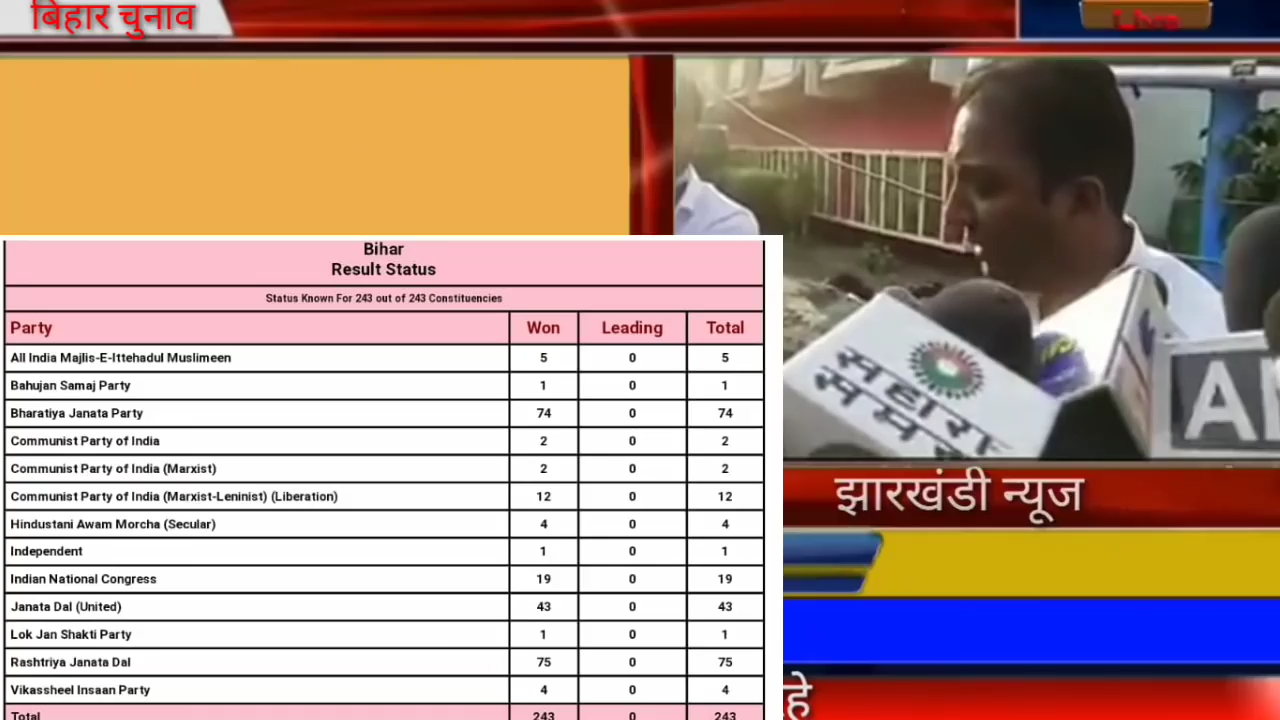 बिहार चुनाव
Live
Bihar
Result Status
Status Known For 243 out of 243 Constituencies
Party Won Leading Total
All India Majlis-E-Ittehadul Muslimeen 5 0 5
Bahujan Samaj Party 1 0 1
Bharatiya Janata Party 74 0 74
Communist Party of India 2 0 2
Communist Party of India (Marxist) 2 0 2
Communist Party of India (Marxist-Leninist) (Liberation) 12 0 12
Hindustani Awam Morcha (Secular) 4 0 4
Independent 1 0 1
Indian National Congress 19 0 19
Janata Dal (United) 43 0 43
Lok Jan Shakti Party 1 0 1
Rashtriya Janata Dal 75 0 75
Vikassheel Insaan Party 4 0 4
Total 243 0 243
सहारा
झारखंडी न्यूज
हे